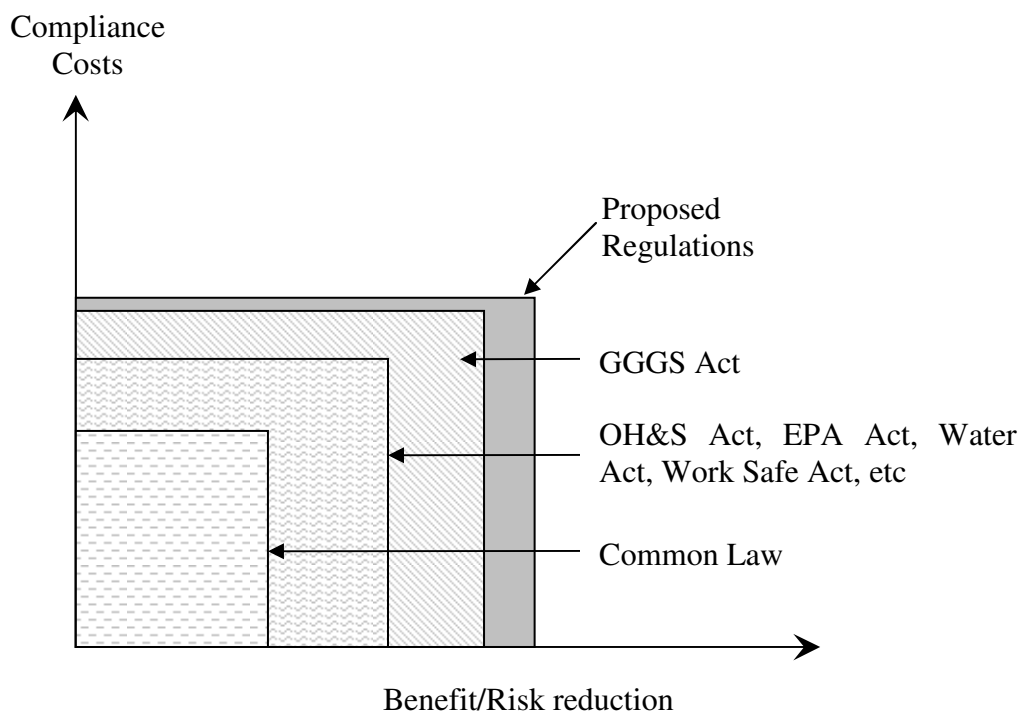 Compliance
Costs
Proposed
Regulations
GGGS Act
OH&S Act, EPA Act, Water
Act, Work Safe Act, etc
Common Law
Benefit/Risk reduction